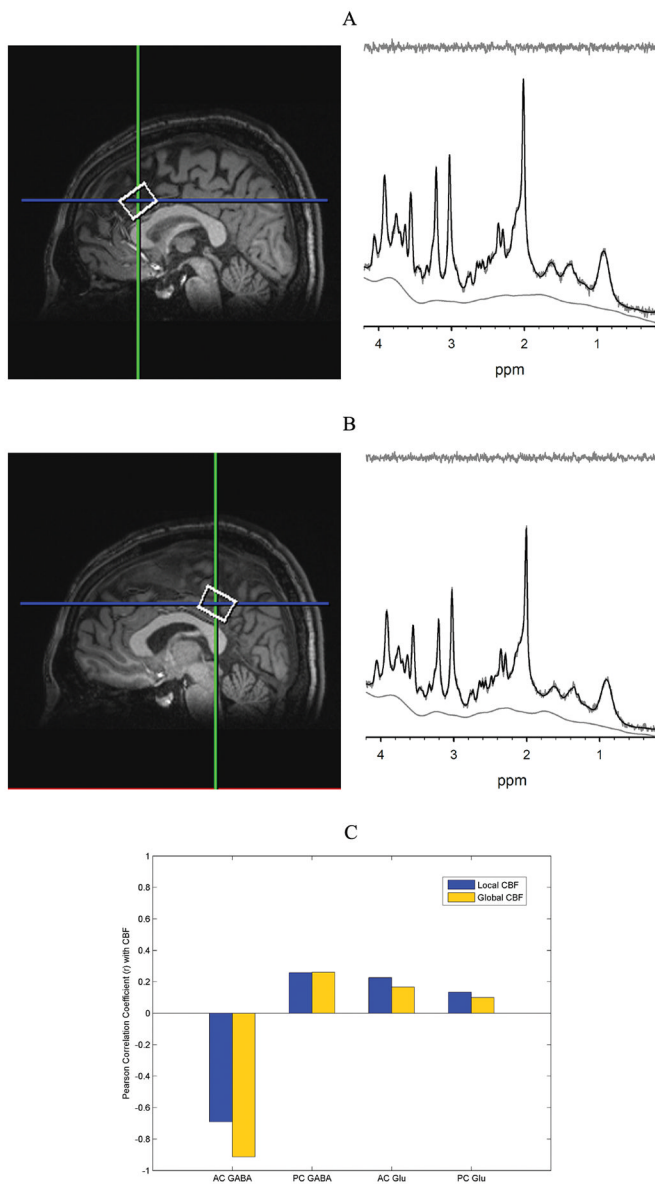 A
4 3 2 1
ppm
B
4 3 2 1
ppm
C
Pearson Correlation Coefficient (r) with CBF
1
0.8
0.6
0.4
0.2
0
-0.2
-0.4
-0.6
-0.8
-1
Local CBF
Global CBF
AC GABA PC GABA AC Glu PC Glu